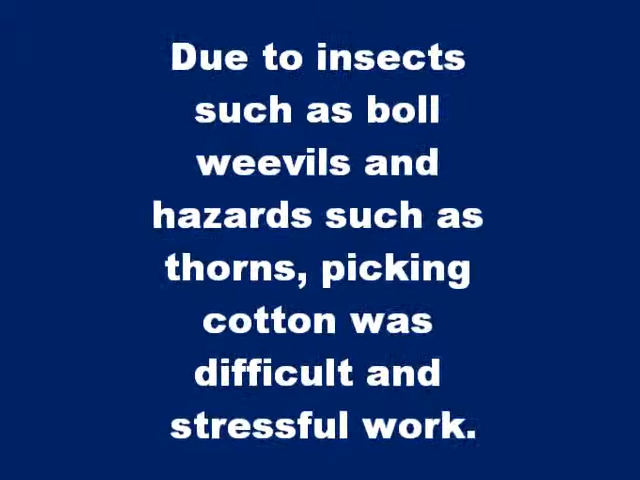 Due to insects
such as boll
weevils and
hazards such as
thorns, picking
cotton was
difficult and
stressful work.